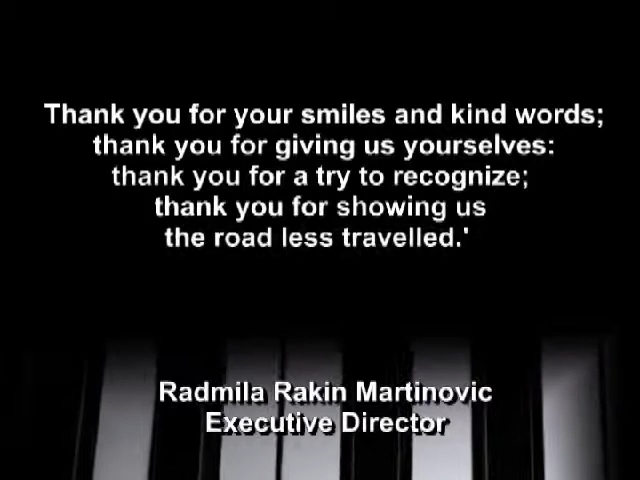 Thank you for your smiles and kind words;
thank you for giving us yourselves:
thank you for a try to recognize;
thank you for showing us
the road less travelled.'
Radmila Rakin Martinovic
Executive Director